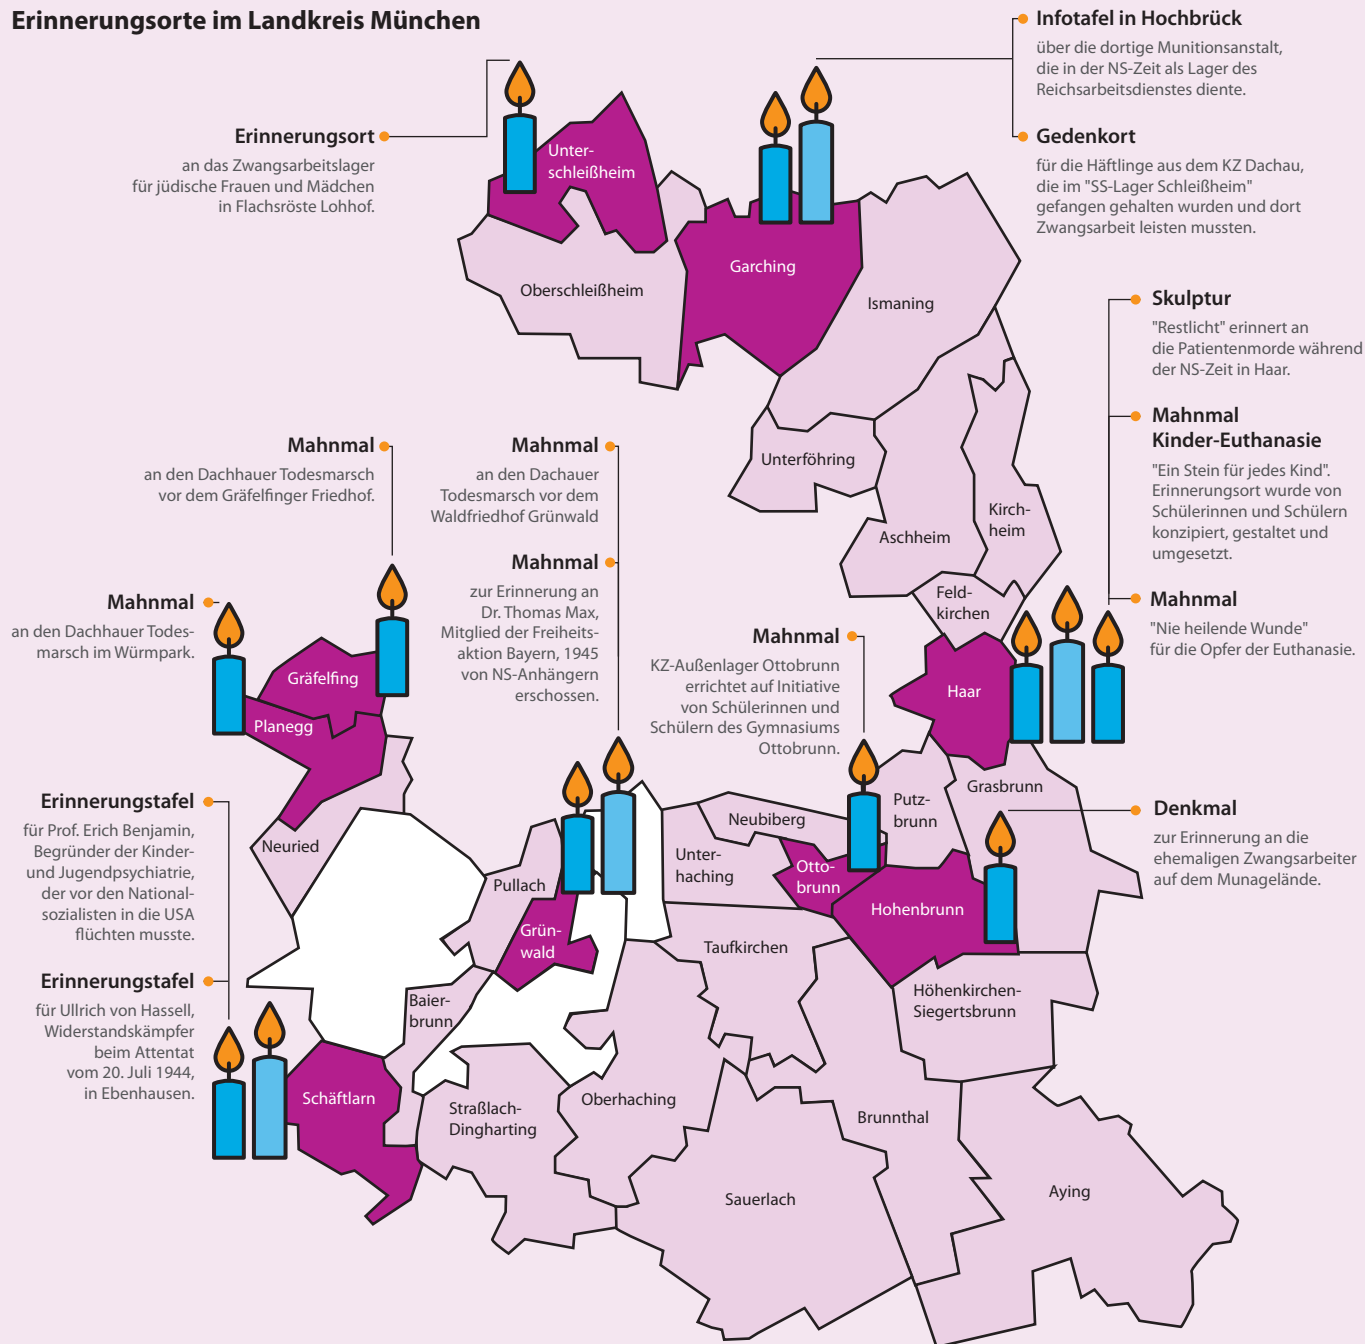 Erinnerungsorte im Landkreis München
Infotafel in Hochbrück
über die dortige Munitionsanstalt,
die in der NS-Zeit als Lager des
Reichsarbeitsdienstes diente.
Erinnerungsort
an das Zwangsarbeitslager
für jüdische Frauen und Mädchen
in Flachsröste Lohhof.
Gedenkort
für die Häftlinge aus dem KZ Dachau,
die im "SS-Lager Schleißheim"
gefangen gehalten wurden und dort
Zwangsarbeit leisten mussten.
Unter-
schleißheim
Garching
Oberschleißheim
Ismaning
Skulptur
"Restlicht" erinnert an
die Patientenmorde während
der NS-Zeit in Haar.
Mahnmal
Kinder-Euthanasie
"Ein Stein für jedes Kind".
Erinnerungsort wurde von
Schülerinnen und Schülern
konzipiert, gestaltet und
umgesetzt.
Mahnmal
"Nie heilende Wunde"
für die Opfer der Euthanasie.
Mahnmal
an den Dachhauer Todesmarsch
vor dem Gräfelfinger Friedhof.
Mahnmal
an den Dachauer
Todesmarsch vor dem
Waldfriedhof Grünwald
Mahnmal
zur Erinnerung an
Dr. Thomas Max,
Mitglied der Freiheits-
aktion Bayern, 1945
von NS-Anhängern
erschossen.
Unterföhring
Kirch-
heim
Aschheim
Feld-
kirchen
Mahnmal
an den Dachhauer Todes-
marsch im Würmpark.
Mahnmal
KZ-Außenlager Ottobrunn
errichtet auf Initiative
von Schülerinnen und
Schülern des Gymnasiums
Ottobrunn.
Gräfelfing
Planegg
Haar
Grasbrunn
Putz-
brunn
Neubiberg
Erinnerungstafel
für Prof. Erich Benjamin,
Begründer der Kinder-
und Jugendpsychiatrie,
der vor den National-
sozialisten in die USA
flüchten musste.
Denkmal
zur Erinnerung an die
ehemaligen Zwangsarbeiter
auf dem Munagelände.
Neuried
Pullach
Unter-
haching
Otto-
brunn
Hohenbrunn
Grün-
wald
Taufkirchen
Erinnerungstafel
für Ullrich von Hassell,
Widerstandskämpfer
beim Attentat
vom 20. Juli 1944,
in Ebenhausen.
Baier-
brunn
Höhenkirchen-
Siegertsbrunn
Schäftlarn
Straßlach-
Dingharting
Oberhaching
Brunnthal
Sauerlach
Aying